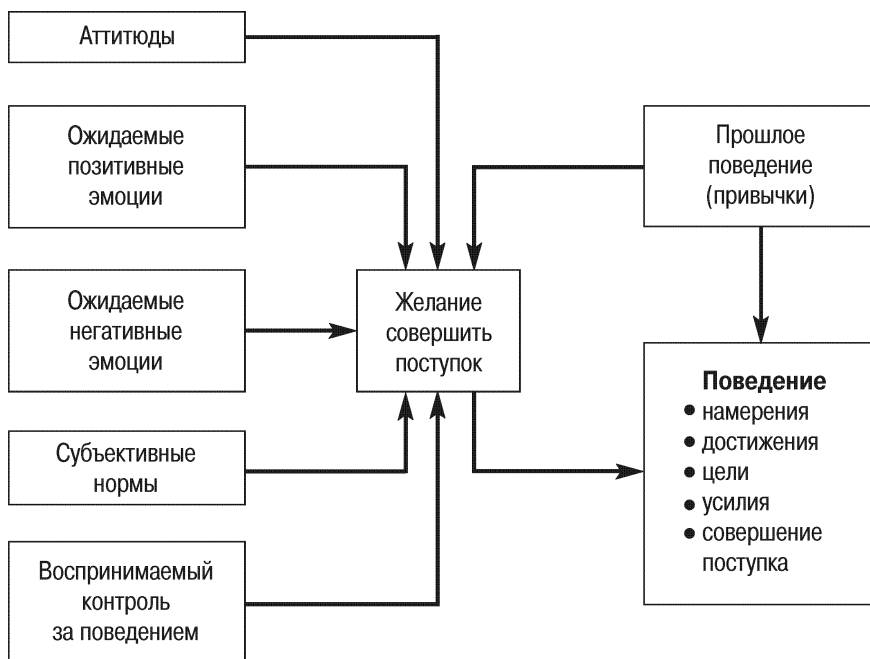 Аттитюды
Ожидаемые
позитивные
эмоции
Ожидаемые
негативные
эмоции
Субъективные
нормы
Воспринимаемый
контроль
за поведением
Желание
совершить
поступок
Прошлое
поведение
(привычки)
Поведение
• намерения
• достижения
• цели
• усилия
• совершение
поступка